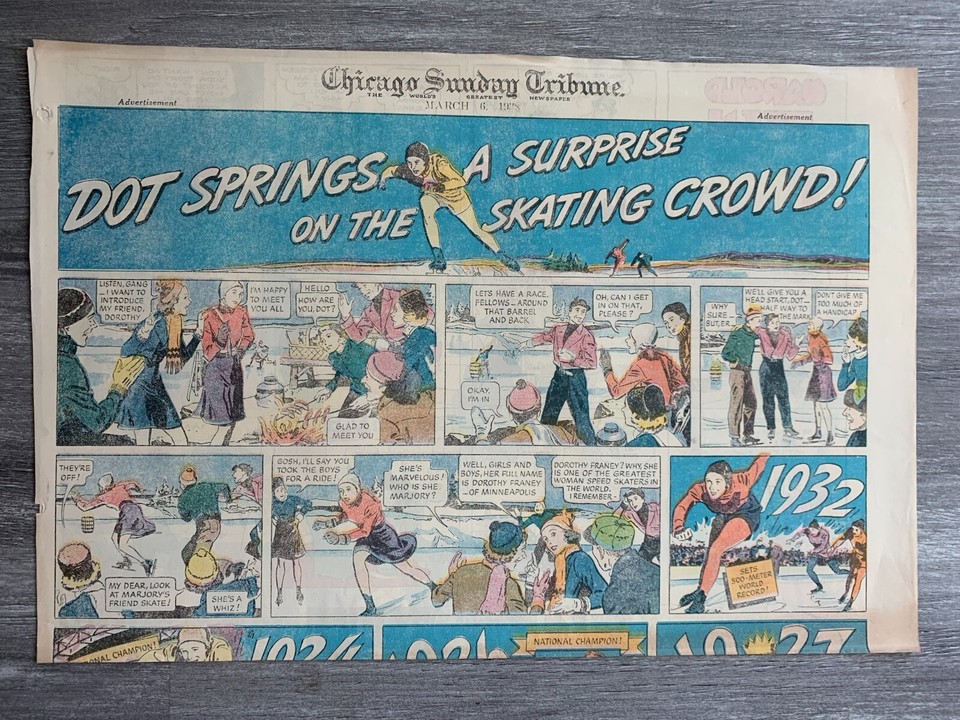 Chicago Sunday Tribune.
THE WORLD'S GREATEST NEWSPAPER
MARCH 6, 1938
Advertisement
Advertisement
DOT SPRINGS A SURPRISE
ON THE SKATING CROWD!
LISTEN, GANG
- I WANT TO
INTRODUCE
MY FRIEND,
DOROTHY
I'M HAPPY
TO MEET
YOU ALL
HELLO
HOW ARE
YOU, DOT?
GLAD TO
MEET YOU
LET'S HAVE A RACE,
FELLOWS - AROUND
THAT BARREL
AND BACK
OH, CAN I GET
IN ON THAT,
PLEASE?
OKAY,
I'M IN
WHY
SURE -
BUT, ER -
WE'LL GIVE YOU A
HEAD START, DOT -
HALF WAY TO
THE MARK
DON'T GIVE ME
TOO MUCH OF
A HANDICAP
THEY'RE
OFF!
MY DEAR, LOOK
AT MARJORY'S
FRIEND SKATE!
SHE'S A
WHIZ!
GOSH, I'LL SAY YOU
TOOK THE BOYS
FOR A RIDE!
SHE'S
MARVELOUS!
WHO IS SHE
MARJORY?
WELL, GIRLS AND
BOYS, HER FULL NAME
IS DOROTHY FRANEY
- OF MINNEAPOLIS
DOROTHY FRANEY? WHY, SHE
IS ONE OF THE GREATEST
WOMAN SPEED SKATERS IN
THE WORLD.
I REMEMBER -
1932
SETS
500-METER
WORLD
RECORD!
ONAL CHAMPION!
1934
NATIONAL CHAMPION!